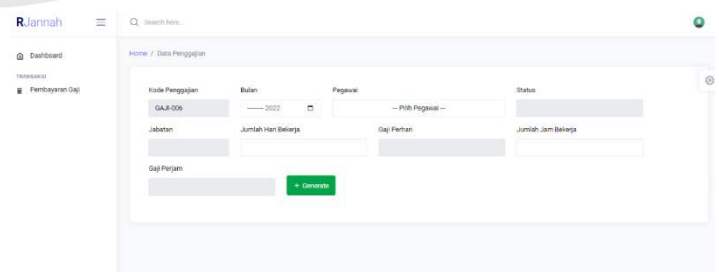 RJannah
Search here...
Dashboard
TRANSAKSI
Pembayaran Gaji
Home / Data Penggajian
Kode Penggajian Bulan Pegawai Status
GAJI-006 -------- 2022 -- Pilih Pegawai --
Jabatan Jumlah Hari Bekerja Gaji Perhari Jumlah Jam Bekerja
Gaji Perjam
+ Generate